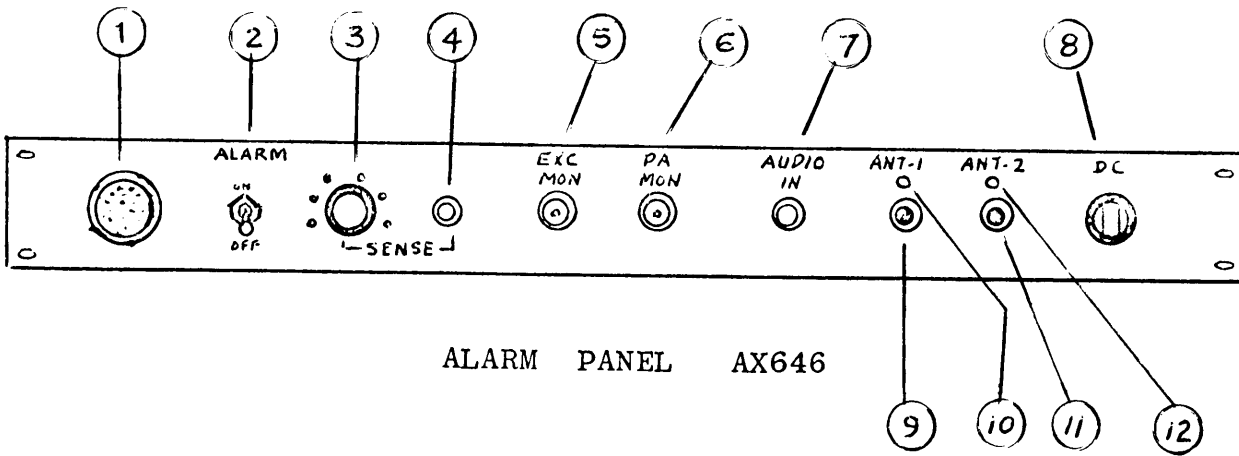 1 2 3 4 5 6 7 8
ALARM EXC PA AUDIO ANT-1 ANT-2 DC
MON MON IN
ON
OFF
SENSE
ALARM PANEL AX646
9 10 11 12